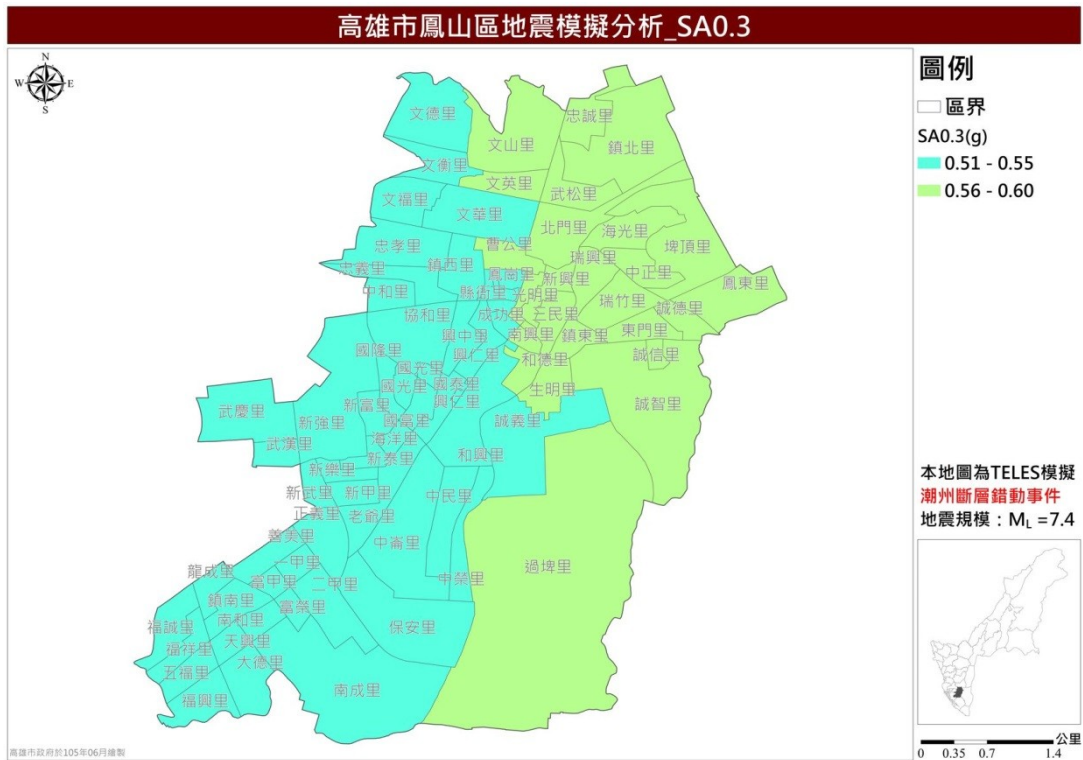 高雄市鳳山區地震模擬分析_SA0.3
N
W
E
S
圖例
區界
SA0.3(g)
0.51 - 0.55
0.56 - 0.60
文德里
忠誠里
文山里
鎮北里
文衡里
文英里
武松里
文福里
文華里
北門里
海光里
忠孝里
曹公里
埤頂里
瑞興里
忠義里
鎮西里
鳳崗里
新興里
中正里
鳳東里
中和里
縣衙里
光明里
瑞竹里
誠德里
協和里
成功里
三民里
東門里
興中里
南興里
鎮東里
國隆里
興仁里
和德里
誠信里
國光里
國光里
國泰里
生明里
武慶里
新富里
興仁里
誠智里
新強里
國富里
誠義里
武漢里
海洋里
新樂里
新泰里
和興里
新武里
新甲里
中民里
正義里
老爺里
善美里
中崙里
一甲里
過埤里
龍成里
富甲里
二甲里
中榮里
鎮南里
富榮里
福誠里
南和里
保安里
福祥里
天興里
五福里
大德里
福興里
南成里
本地圖為TELES模擬
潮州斷層錯動事件
地震規模：ML =7.4
公里
0 0.35 0.7 1.4
高雄市政府於105年06月繪製